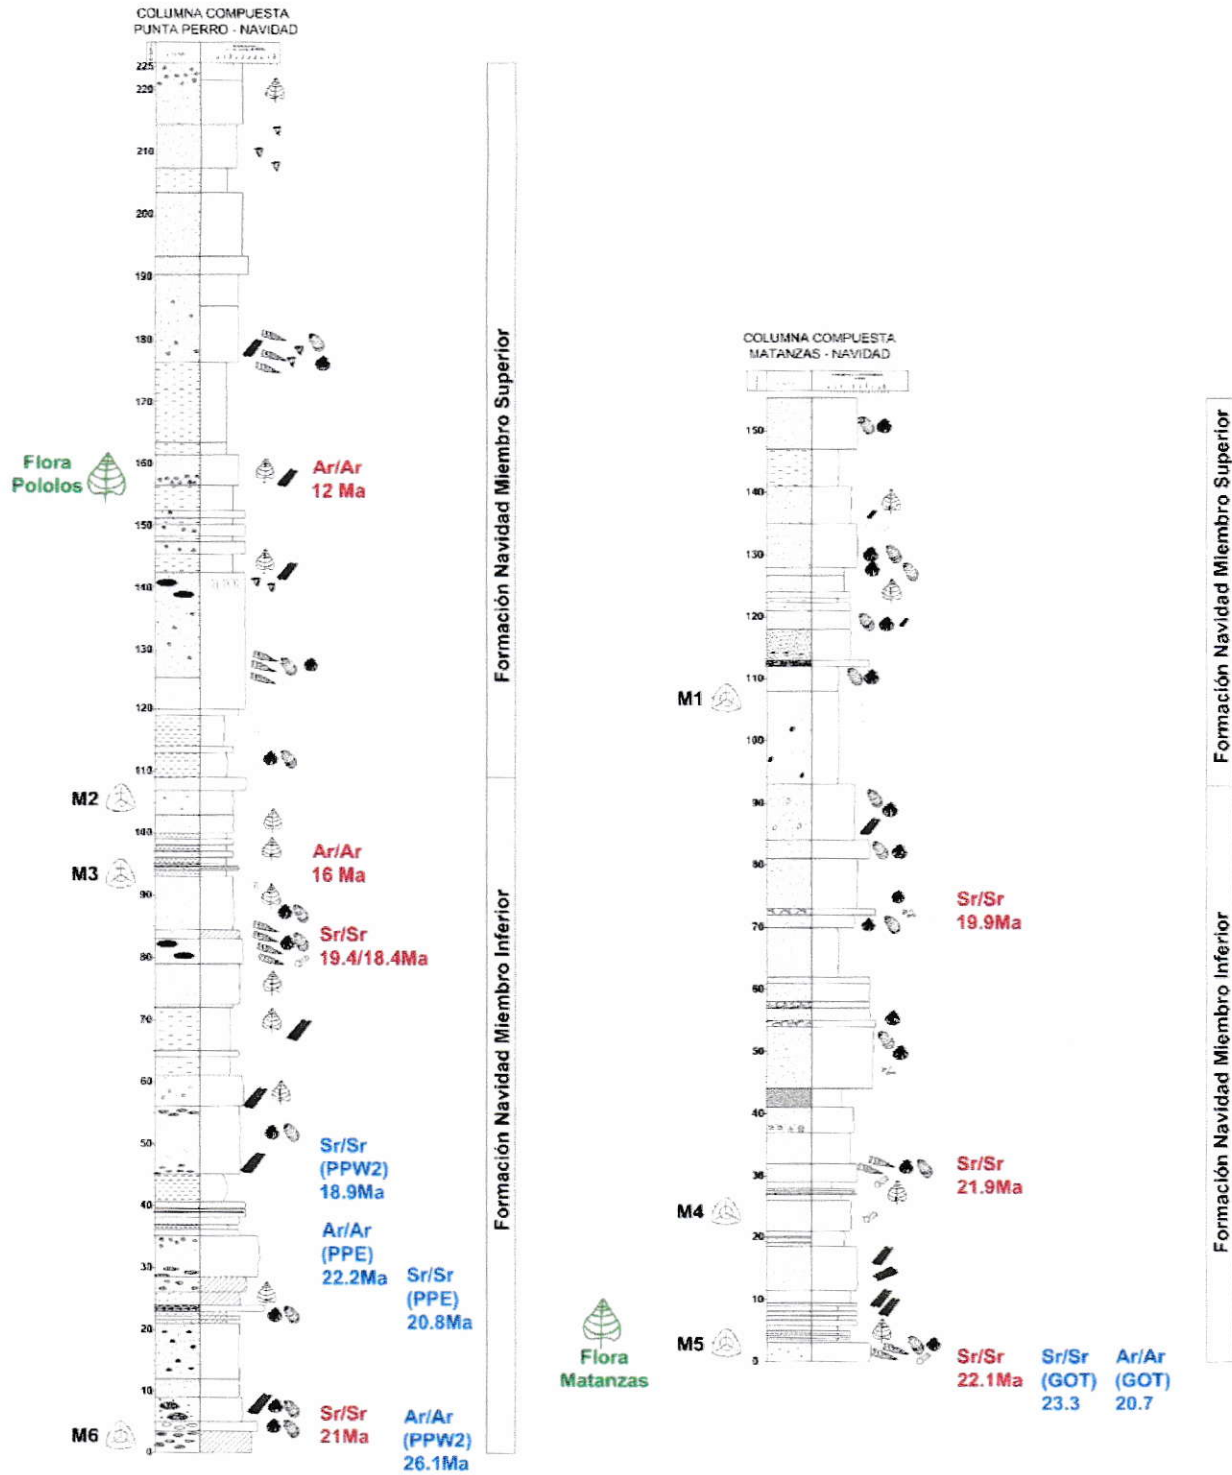 COLUMNA COMPUESTA
PUNTA PERRO - NAVIDAD
225
220
210
200
190
180
170
160
150
140
130
120
110
100
90
80
70
60
50
40
30
20
10
0
Flora
Pololos
M2
M3
M6
Ar/Ar
12 Ma
Ar/Ar
16 Ma
Sr/Sr
19.4/18.4Ma
Sr/Sr
(PPW2)
18.9Ma
Ar/Ar
(PPE)
22.2Ma
Sr/Sr
(PPE)
20.8Ma
Sr/Sr
21Ma
Ar/Ar
(PPW2)
26.1Ma
Formación Navidad Miembro Superior
Formación Navidad Miembro Inferior
COLUMNA COMPUESTA
MATANZAS - NAVIDAD
150
140
130
120
110
100
90
80
70
60
50
40
30
20
10
0
M1
M4
M5
Flora
Matanzas
Sr/Sr
19.9Ma
Sr/Sr
21.9Ma
Sr/Sr
22.1Ma
Sr/Sr
(GOT)
23.3
Ar/Ar
(GOT)
20.7
Formación Navidad Miembro Superior
Formación Navidad Miembro Inferior